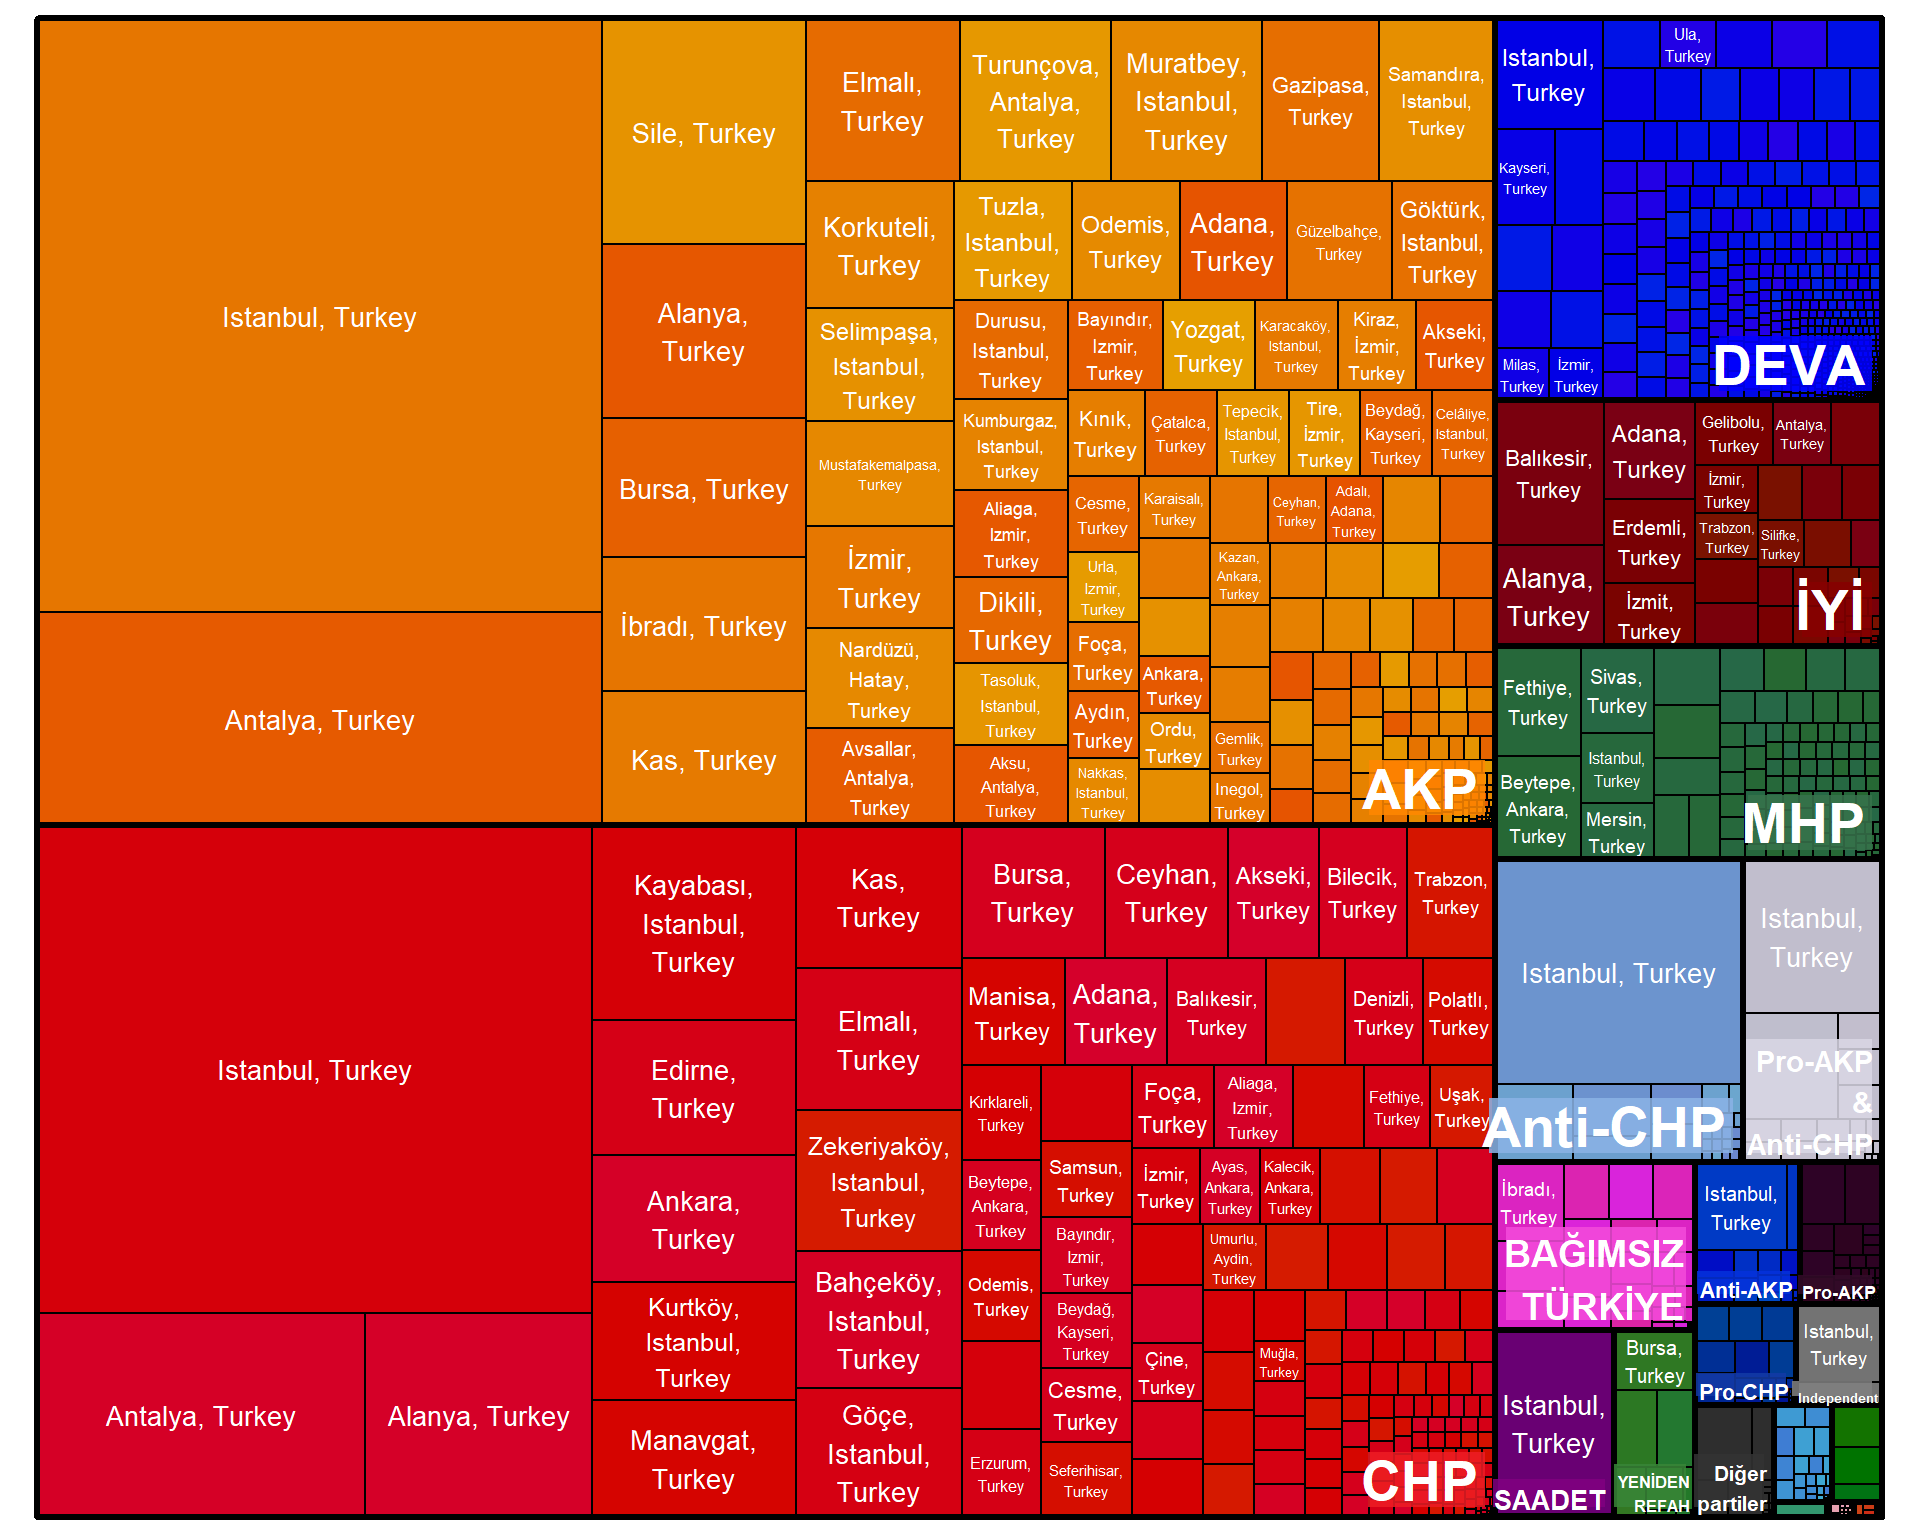 Istanbul, Turkey
Antalya, Turkey
Sile, Turkey
Alanya,
Turkey
Bursa, Turkey
İbradı, Turkey
Kas, Turkey
Elmalı,
Turkey
Turunçova,
Antalya,
Turkey
Muratbey,
Istanbul,
Turkey
Gazipasa,
Turkey
Samandıra,
Istanbul,
Turkey
Korkuteli,
Turkey
Selimpaşa,
Istanbul,
Turkey
Mustafakemalpasa,
Turkey
İzmir,
Turkey
Nardüzü,
Hatay,
Turkey
Avsallar,
Antalya,
Turkey
Tuzla,
Istanbul,
Turkey
Odemis,
Turkey
Adana,
Turkey
Güzelbahçe,
Turkey
Göktürk,
Istanbul,
Turkey
Durusu,
Istanbul,
Turkey
Kumburgaz,
Istanbul,
Turkey
Aliaga,
Izmir,
Turkey
Dikili,
Turkey
Tasoluk,
Istanbul,
Turkey
Aksu,
Antalya,
Turkey
Bayındır,
Izmir,
Turkey
Yozgat,
Turkey
Karacaköy,
Istanbul,
Turkey
Kiraz,
İzmir,
Turkey
Akseki,
Turkey
Kınık,
Turkey
Çatalca,
Turkey
Tepecik,
Istanbul,
Turkey
Tire,
İzmir,
Turkey
Beydağ,
Kayseri,
Turkey
Celâliye,
Istanbul,
Turkey
Cesme,
Turkey
Karaisalı,
Turkey
Ceyhan,
Turkey
Adalı,
Adana,
Turkey
Urla,
Izmir,
Turkey
Kazan,
Ankara,
Turkey
Foça,
Turkey
Ankara,
Turkey
Aydın,
Turkey
Ordu,
Turkey
Gemlik,
Turkey
Nakkas,
Istanbul,
Turkey
Inegol,
Turkey
AKP
Istanbul, Turkey
Antalya, Turkey
Alanya, Turkey
Kayabası,
Istanbul,
Turkey
Edirne,
Turkey
Ankara,
Turkey
Kurtköy,
Istanbul,
Turkey
Manavgat,
Turkey
Kas,
Turkey
Elmalı,
Turkey
Zekeriyaköy,
Istanbul,
Turkey
Bahçeköy,
Istanbul,
Turkey
Göçe,
Istanbul,
Turkey
Bursa,
Turkey
Ceyhan,
Turkey
Akseki,
Turkey
Bilecik,
Turkey
Trabzon,
Turkey
Manisa,
Turkey
Adana,
Turkey
Balıkesir,
Turkey
Denizli,
Turkey
Polatlı,
Turkey
Kırklareli,
Turkey
Beytepe,
Ankara,
Turkey
Odemis,
Turkey
Erzurum,
Turkey
Samsun,
Turkey
Bayındır,
Izmir,
Turkey
Beydağ,
Kayseri,
Turkey
Cesme,
Turkey
Seferihisar,
Turkey
Foça,
Turkey
Aliaga,
Izmir,
Turkey
Fethiye,
Turkey
Uşak,
Turkey
İzmir,
Turkey
Ayas,
Ankara,
Turkey
Kalecik,
Ankara,
Turkey
Umurlu,
Aydin,
Turkey
Çine,
Turkey
Muğla,
Turkey
CHP
Istanbul,
Turkey
Ula,
Turkey
Kayseri,
Turkey
Milas,
Turkey
İzmir,
Turkey
DEVA
Balıkesir,
Turkey
Alanya,
Turkey
Adana,
Turkey
Erdemli,
Turkey
İzmit,
Turkey
Gelibolu,
Turkey
Antalya,
Turkey
İzmir,
Turkey
Trabzon,
Turkey
Silifke,
Turkey
İYİ
Fethiye,
Turkey
Beytepe,
Ankara,
Turkey
Sivas,
Turkey
Istanbul,
Turkey
Mersin,
Turkey
MHP
Istanbul, Turkey
Anti-CHP
Istanbul,
Turkey
Pro-AKP
&
Anti-CHP
İbradı,
Turkey
BAĞIMSIZ
TÜRKİYE
Istanbul,
Turkey
Anti-AKP
Pro-AKP
Pro-CHP
Istanbul,
Turkey
Independent
Istanbul,
Turkey
SAADET
Bursa,
Turkey
YENİDEN
REFAH
Diğer
partiler